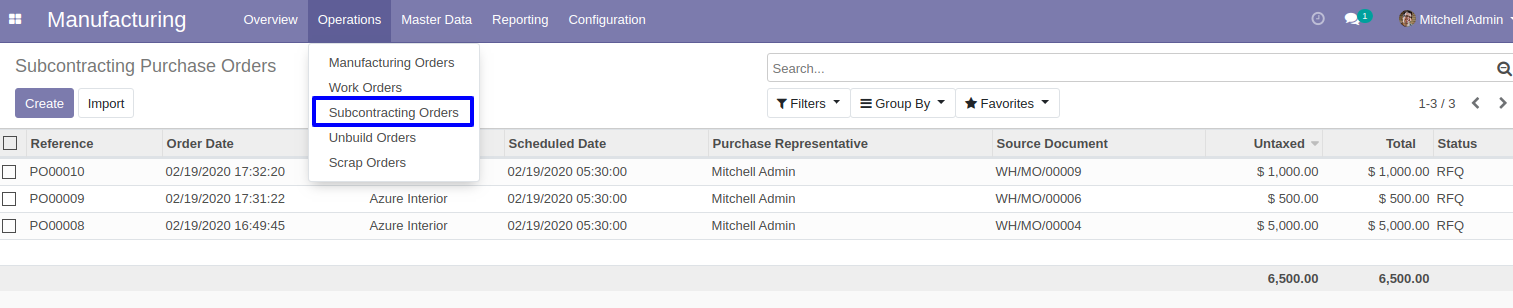 Manufacturing Overview Operations Master Data Reporting Configuration 1 Mitchell Admin
Subcontracting Purchase Orders Search...
Create Import Filters Group By Favorites 1-3 / 3
Manufacturing Orders
Work Orders
Subcontracting Orders
Unbuild Orders
Scrap Orders
Reference Order Date Scheduled Date Purchase Representative Source Document Untaxed Total Status
PO00010 02/19/2020 17:32:20 02/19/2020 05:30:00 Mitchell Admin WH/MO/00009 $ 1,000.00 $ 1,000.00 RFQ
PO00009 02/19/2020 17:31:22 Azure Interior 02/19/2020 05:30:00 Mitchell Admin WH/MO/00006 $ 500.00 $ 500.00 RFQ
PO00008 02/19/2020 16:49:45 Azure Interior 02/19/2020 05:30:00 Mitchell Admin WH/MO/00004 $ 5,000.00 $ 5,000.00 RFQ
6,500.00 6,500.00